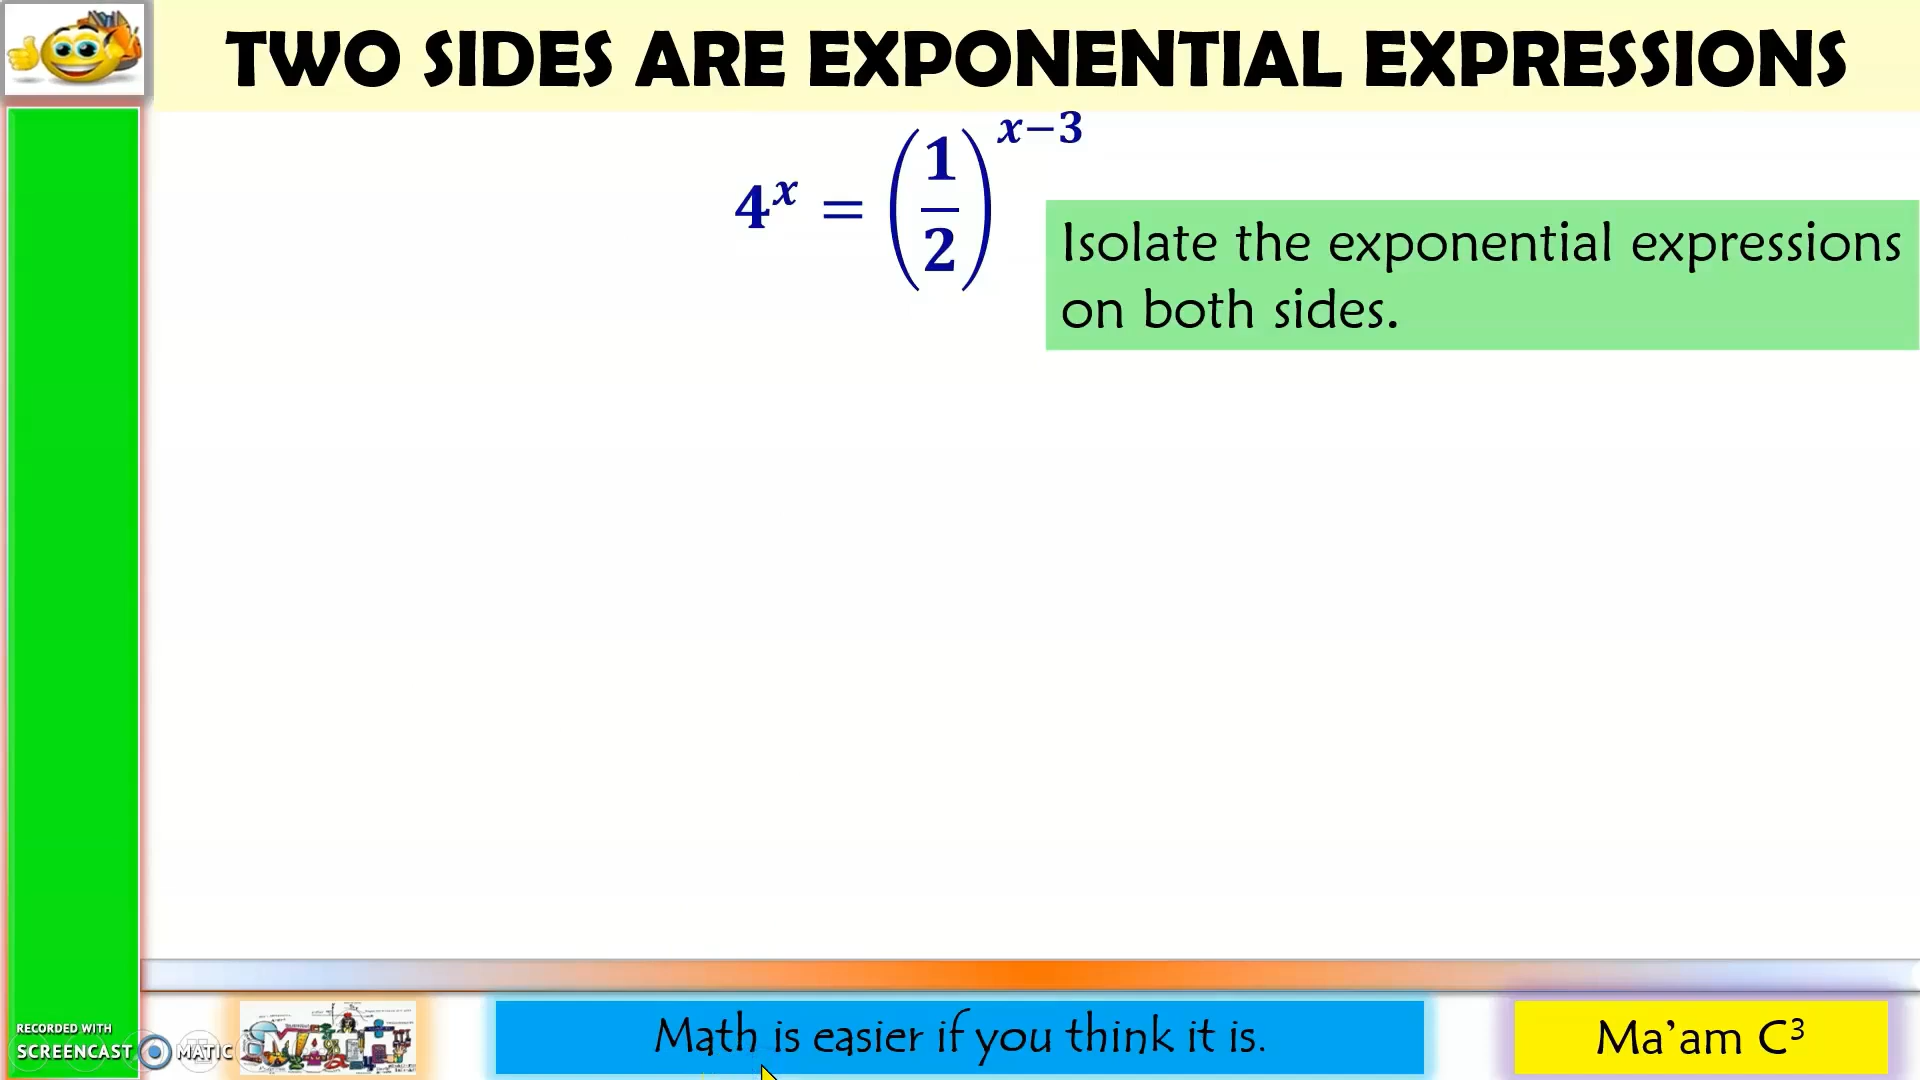 TWO SIDES ARE EXPONENTIAL EXPRESSIONS
4^x = (1/2)^{x−3}
Isolate the exponential expressions
on both sides.
RECORDED WITH
SCREENCAST MATIC
MATH
Math is easier if you think it is.
Ma’am C³